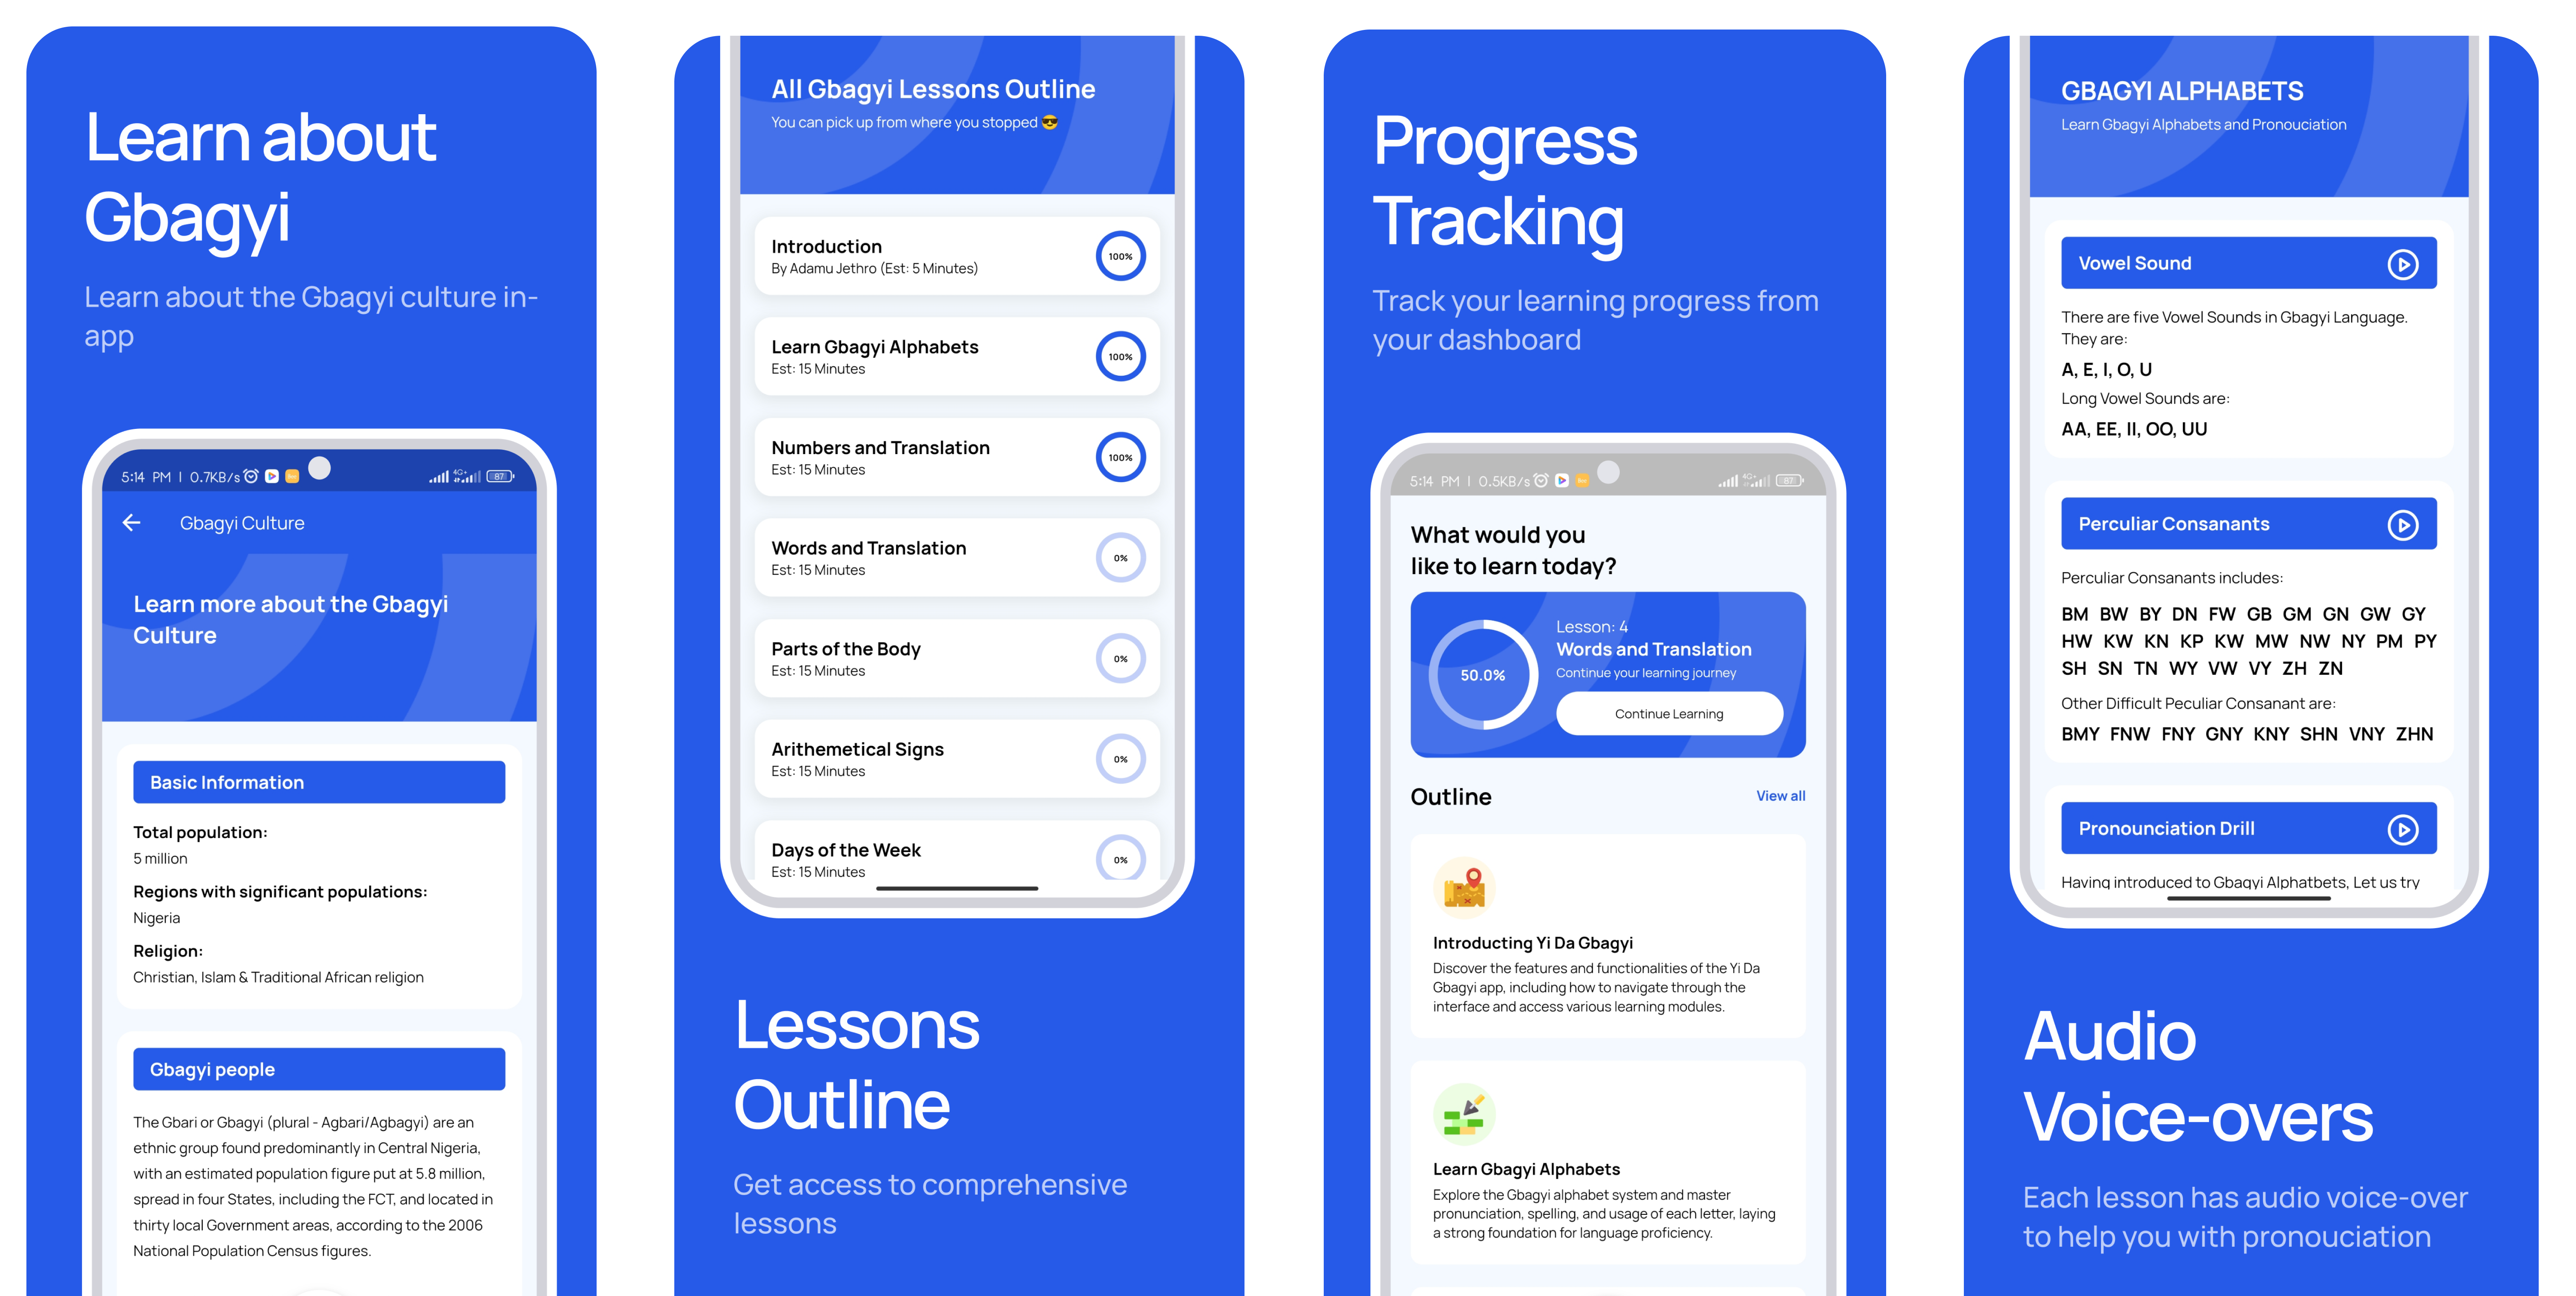 Learn about
Gbagyi
Learn about the Gbagyi culture in-
app
5:14 PM | 0.7KB/s
4G+
87
Gbagyi Culture
Learn more about the Gbagyi
Culture
Basic Information
Total population:
5 million
Regions with significant populations:
Nigeria
Religion:
Christian, Islam & Traditional African religion
Gbagyi people
The Gbari or Gbagyi (plural - Agbari/Agbagyi) are an
ethnic group found predominantly in Central Nigeria,
with an estimated population figure put at 5.8 million,
spread in four States, including the FCT, and located in
thirty local Government areas, according to the 2006
National Population Census figures.
All Gbagyi Lessons Outline
You can pick up from where you stopped 😎
Introduction
By Adamu Jethro (Est: 5 Minutes)
100%
Learn Gbagyi Alphabets
Est: 15 Minutes
100%
Numbers and Translation
Est: 15 Minutes
100%
Words and Translation
Est: 15 Minutes
0%
Parts of the Body
Est: 15 Minutes
0%
Arithemetical Signs
Est: 15 Minutes
0%
Days of the Week
Est: 15 Minutes
0%
Lessons
Outline
Get access to comprehensive
lessons
Progress
Tracking
Track your learning progress from
your dashboard
5:14 PM | 0.5KB/s
4G+
87
What would you
like to learn today?
50.0%
Lesson: 4
Words and Translation
Continue your learning journey
Continue Learning
Outline
View all
Introducting Yi Da Gbagyi
Discover the features and functionalities of the Yi Da
Gbagyi app, including how to navigate through the
interface and access various learning modules.
Learn Gbagyi Alphabets
Explore the Gbagyi alphabet system and master
pronunciation, spelling, and usage of each letter, laying
a strong foundation for language proficiency.
GBAGYI ALPHABETS
Learn Gbagyi Alphabets and Pronouciation
Vowel Sound
There are five Vowel Sounds in Gbagyi Language.
They are:
A, E, I, O, U
Long Vowel Sounds are:
AA, EE, II, OO, UU
Perculiar Consanants
Perculiar Consanants includes:
BM BW BY DN FW GB GM GN GW GY
HW KW KN KP KW MW NW NY PM PY
SH SN TN WY VW VY ZH ZN
Other Difficult Peculiar Consanant are:
BMY FNW FNY GNY KNY SHN VNY ZHN
Pronounciation Drill
Having introduced to Gbagyi Alphatbets, Let us try
Audio
Voice-overs
Each lesson has audio voice-over
to help you with pronouciation